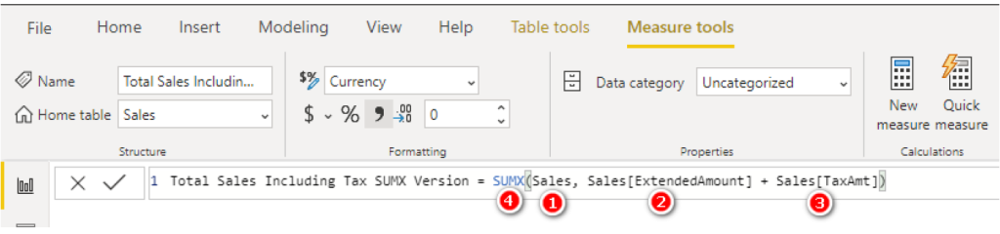 File Home Insert Modeling View Help Table tools Measure tools
Name Total Sales Includin... $% Currency Data category Uncategorized New measure Quick measure
Home table Sales $ % 9 .00 →.0 0
Structure Formatting Properties Calculations
1 Total Sales Including Tax SUMX Version = SUMX(Sales, Sales[ExtendedAmount] + Sales[TaxAmt])
4 1 2 3